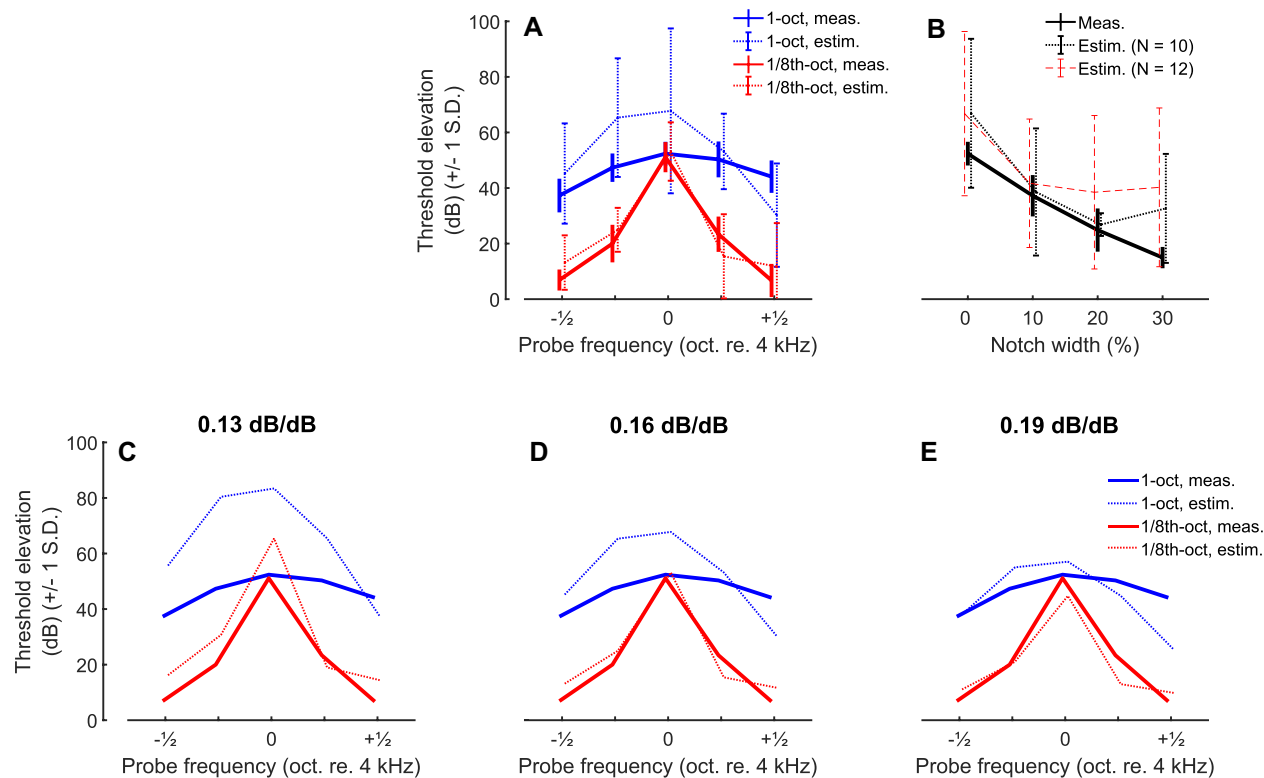 A
1-oct, meas.
1-oct, estim.
1/8th-oct, meas.
1/8th-oct, estim.
Threshold elevation
(dB) (+/- 1 S.D.)
100
80
60
40
20
0
-½ 0 +½
Probe frequency (oct. re. 4 kHz)
B
Meas.
Estim. (N = 10)
Estim. (N = 12)
0 10 20 30
Notch width (%)
0.13 dB/dB
C
Threshold elevation
(dB) (+/- 1 S.D.)
100
80
60
40
20
0
-½ 0 +½
Probe frequency (oct. re. 4 kHz)
0.16 dB/dB
D
-½ 0 +½
Probe frequency (oct. re. 4 kHz)
0.19 dB/dB
E
1-oct, meas.
1-oct, estim.
1/8th-oct, meas.
1/8th-oct, estim.
-½ 0 +½
Probe frequency (oct. re. 4 kHz)